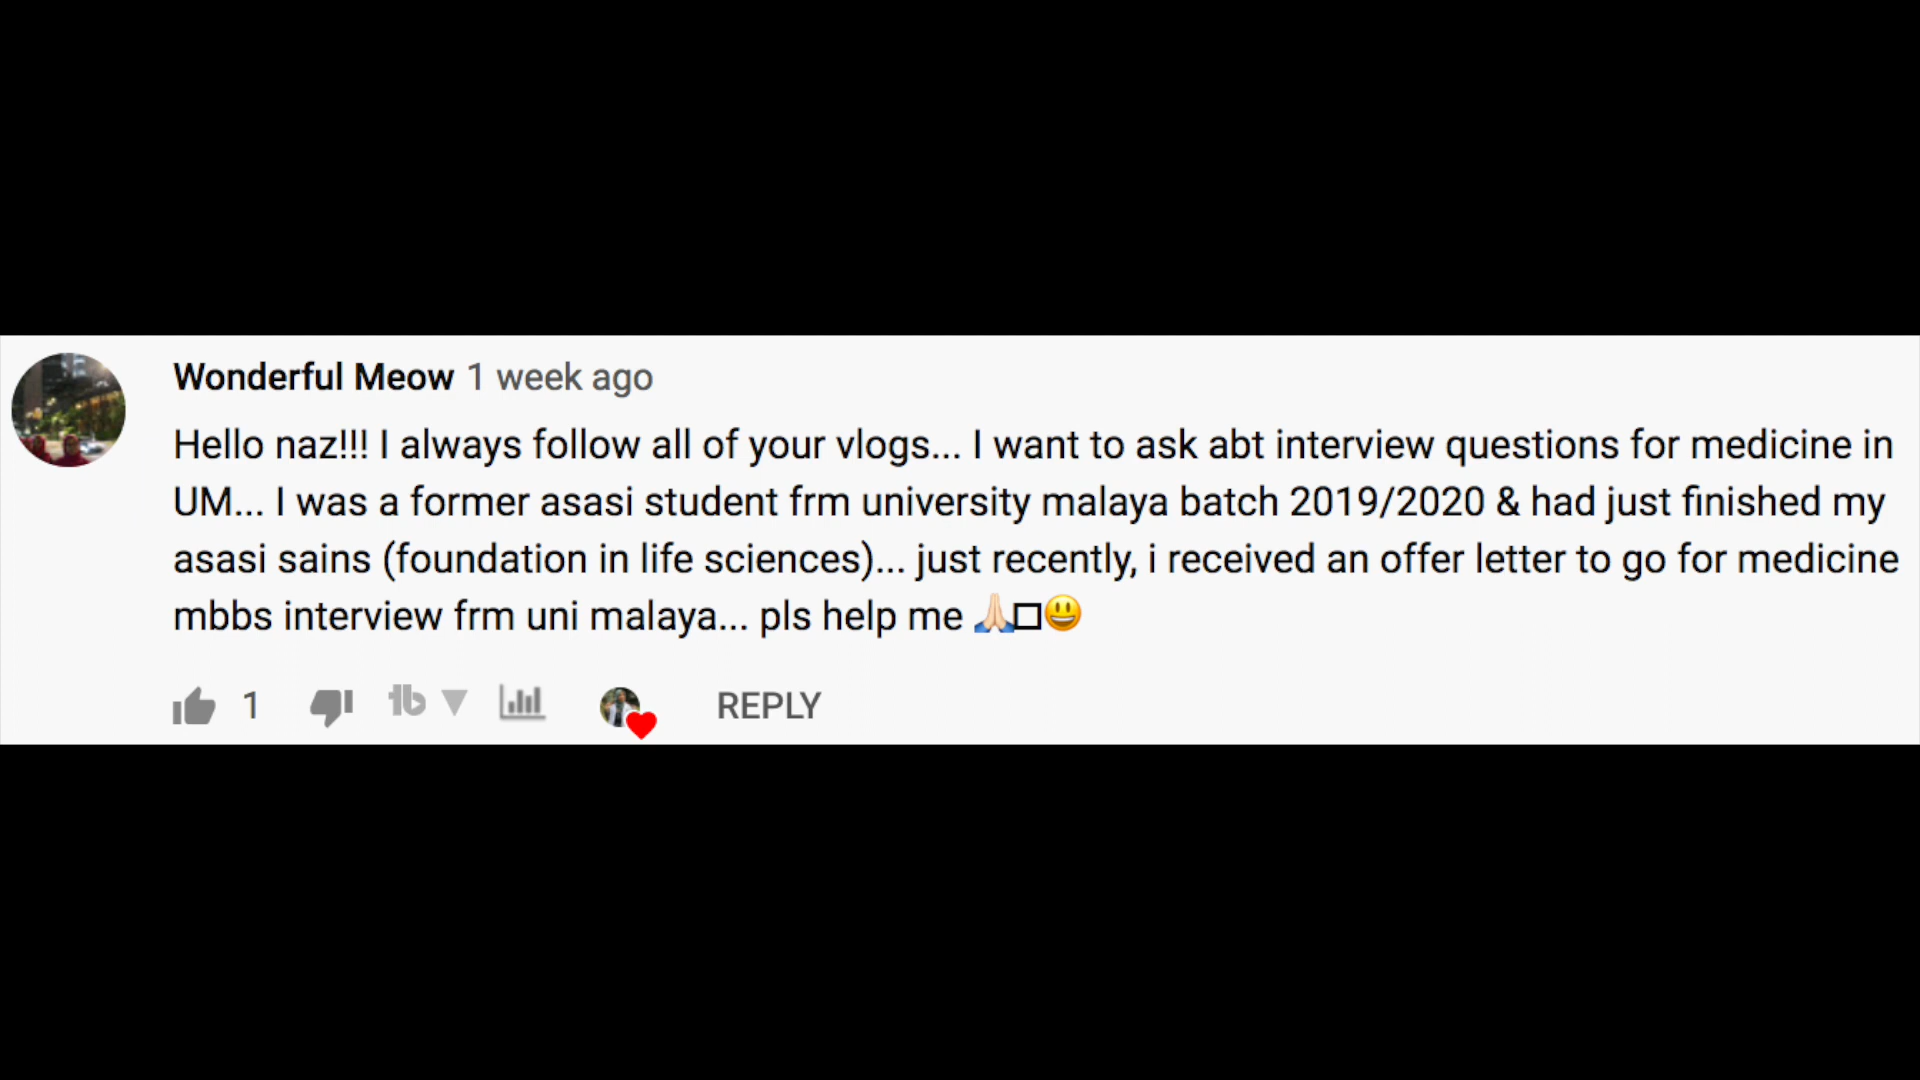 Wonderful Meow 1 week ago
Hello naz!!! I always follow all of your vlogs... I want to ask abt interview questions for medicine in
UM... I was a former asasi student frm university malaya batch 2019/2020 & had just finished my
asasi sains (foundation in life sciences)... just recently, i received an offer letter to go for medicine
mbbs interview frm uni malaya... pls help me 🙏🏻□😃
1 tb REPLY